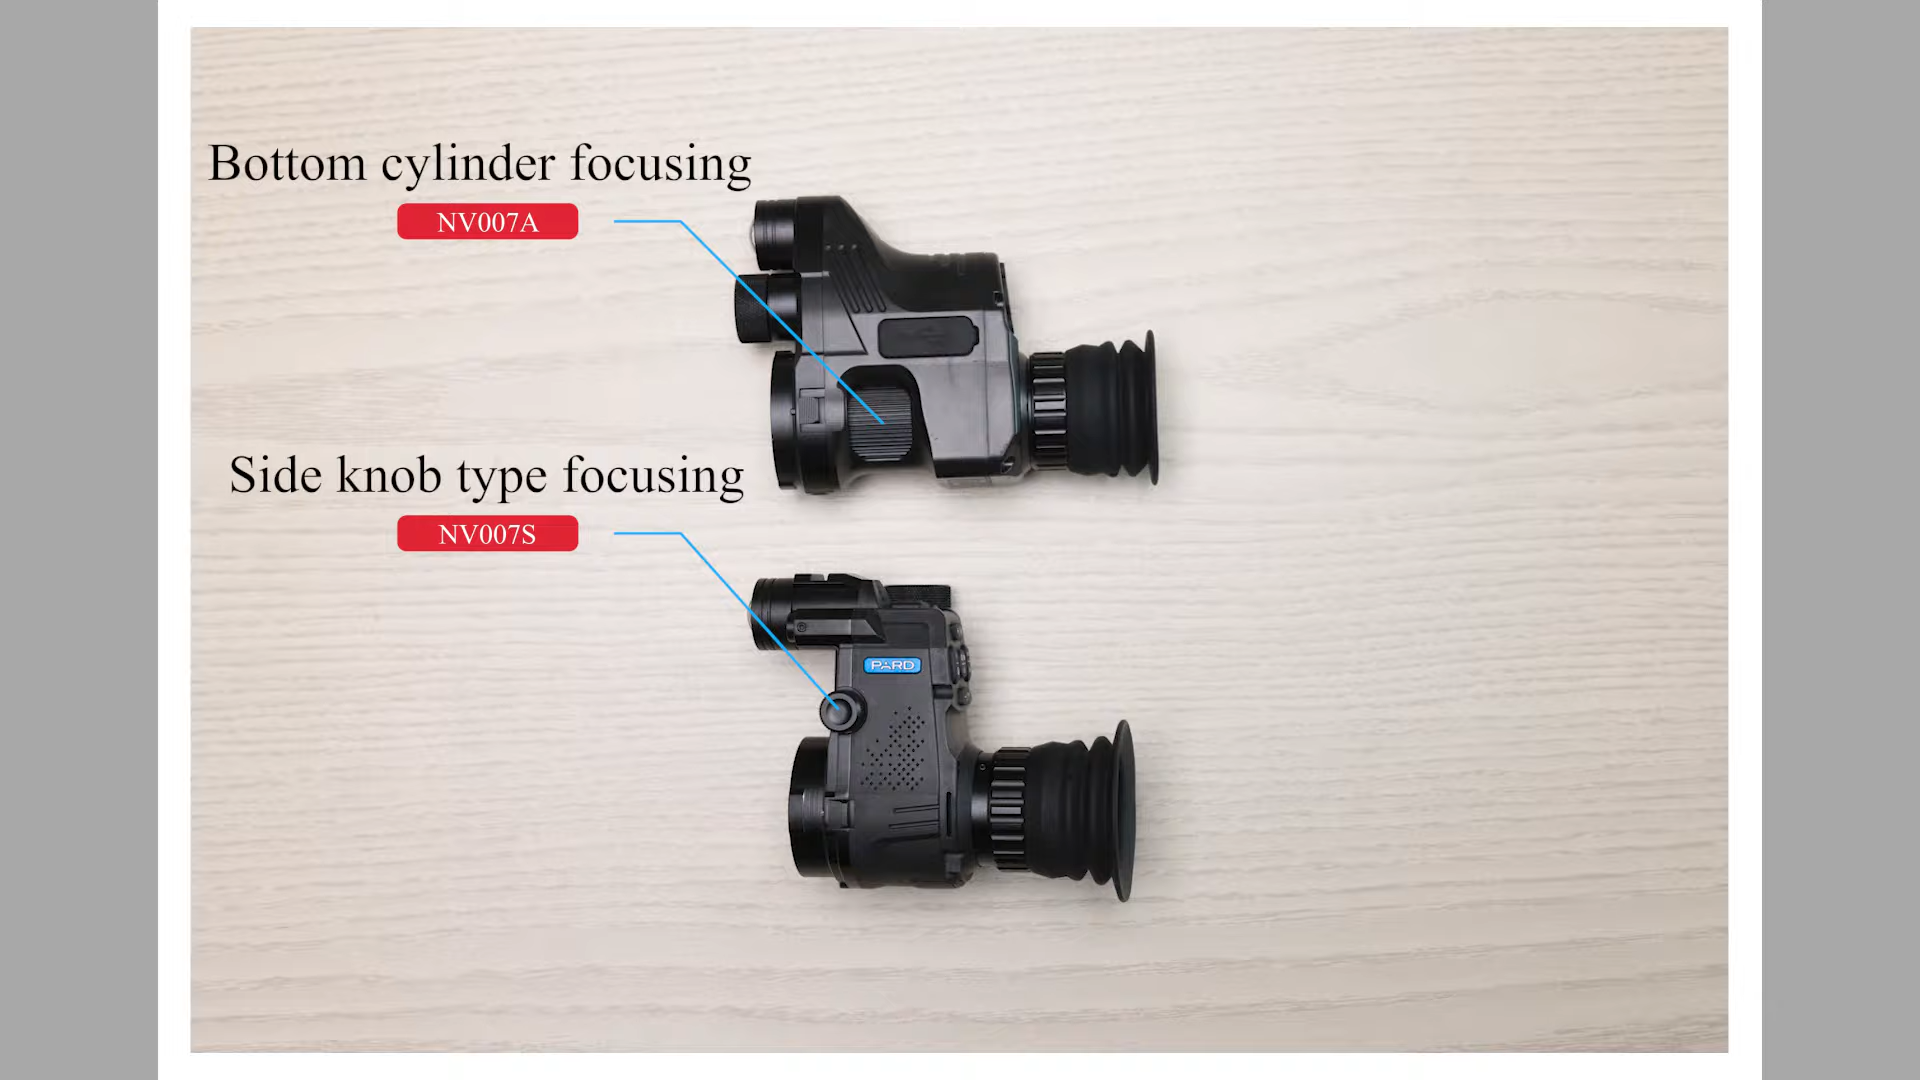 Bottom cylinder focusing
NV007A
Side knob type focusing
NV007S
PARD